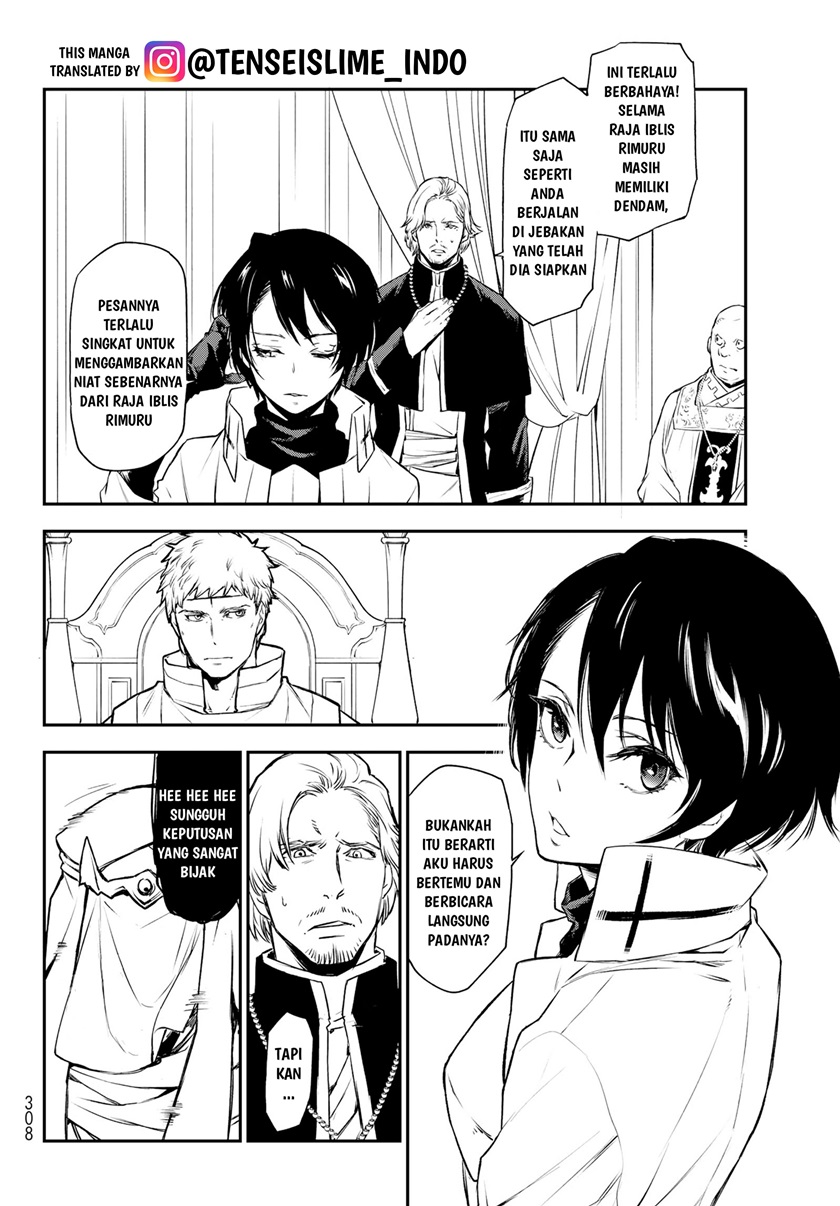 THIS MANGA
TRANSLATED BY @TENSEISLIME_INDO
INI TERLALU
BERBAHAYA!
SELAMA
RAJA IBLIS
RIMURU
MASIH
MEMILIKI
DENDAM,
ITU SAMA
SAJA
SEPERTI
ANDA
BERJALAN
DI JEBAKAN
YANG TELAH
DIA SIAPKAN
PESANNYA
TERLALU
SINGKAT UNTUK
MENGGAMBARKAN
NIAT SEBENARNYA
DARI RAJA IBLIS
RIMURU
BUKANKAH
ITU BERARTI
AKU HARUS
BERTEMU DAN
BERBICARA
LANGSUNG
PADANYA?
TAPI
KAN
...
HEE HEE HEE
SUNGGUH
KEPUTUSAN
YANG SANGAT
BIJAK
308